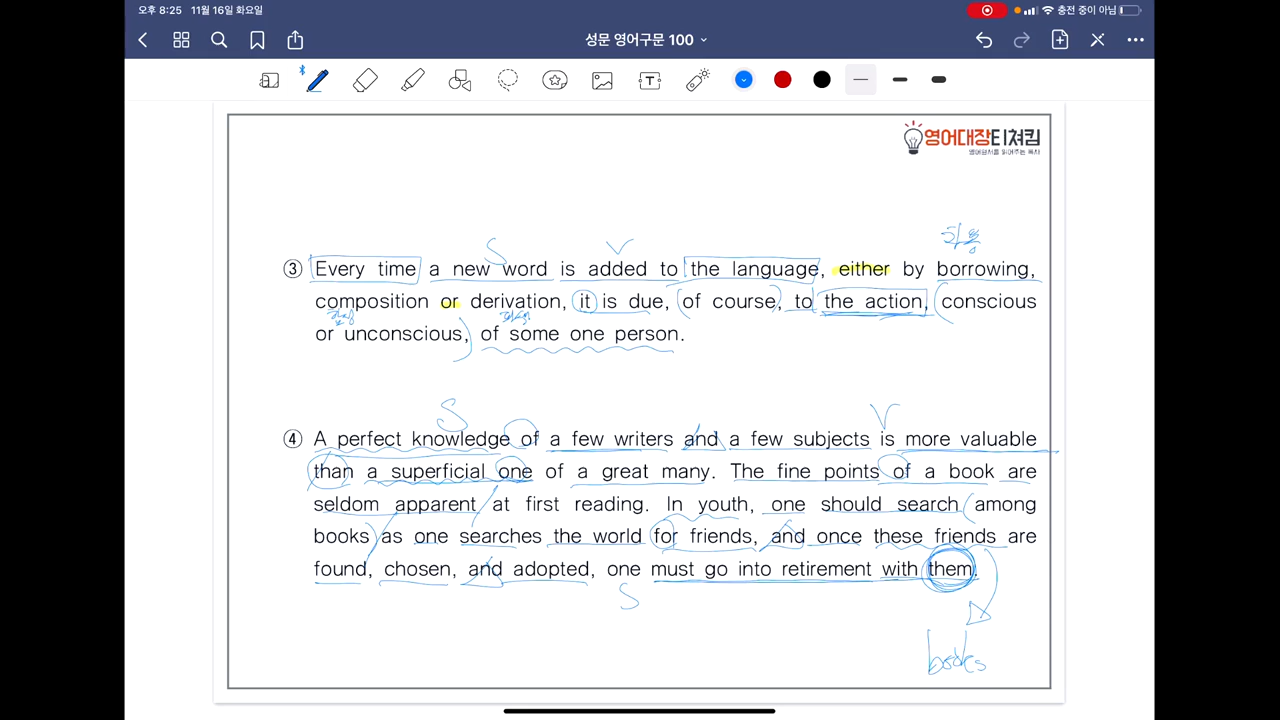 오후 8:25 11월 16일 화요일
충전 중이 아님
성문 영어구문 100
T
영어대장티쳐킴
S V 차용
③ Every time a new word is added to the language, either by borrowing,
composition or derivation, it is due, of course, to the action, conscious
or unconscious, of some one person.
S V
④ A perfect knowledge of a few writers and a few subjects is more valuable
than a superficial one of a great many. The fine points of a book are
seldom apparent at first reading. In youth, one should search among
books as one searches the world for friends, and once these friends are
found, chosen, and adopted, one must go into retirement with them.
S
books